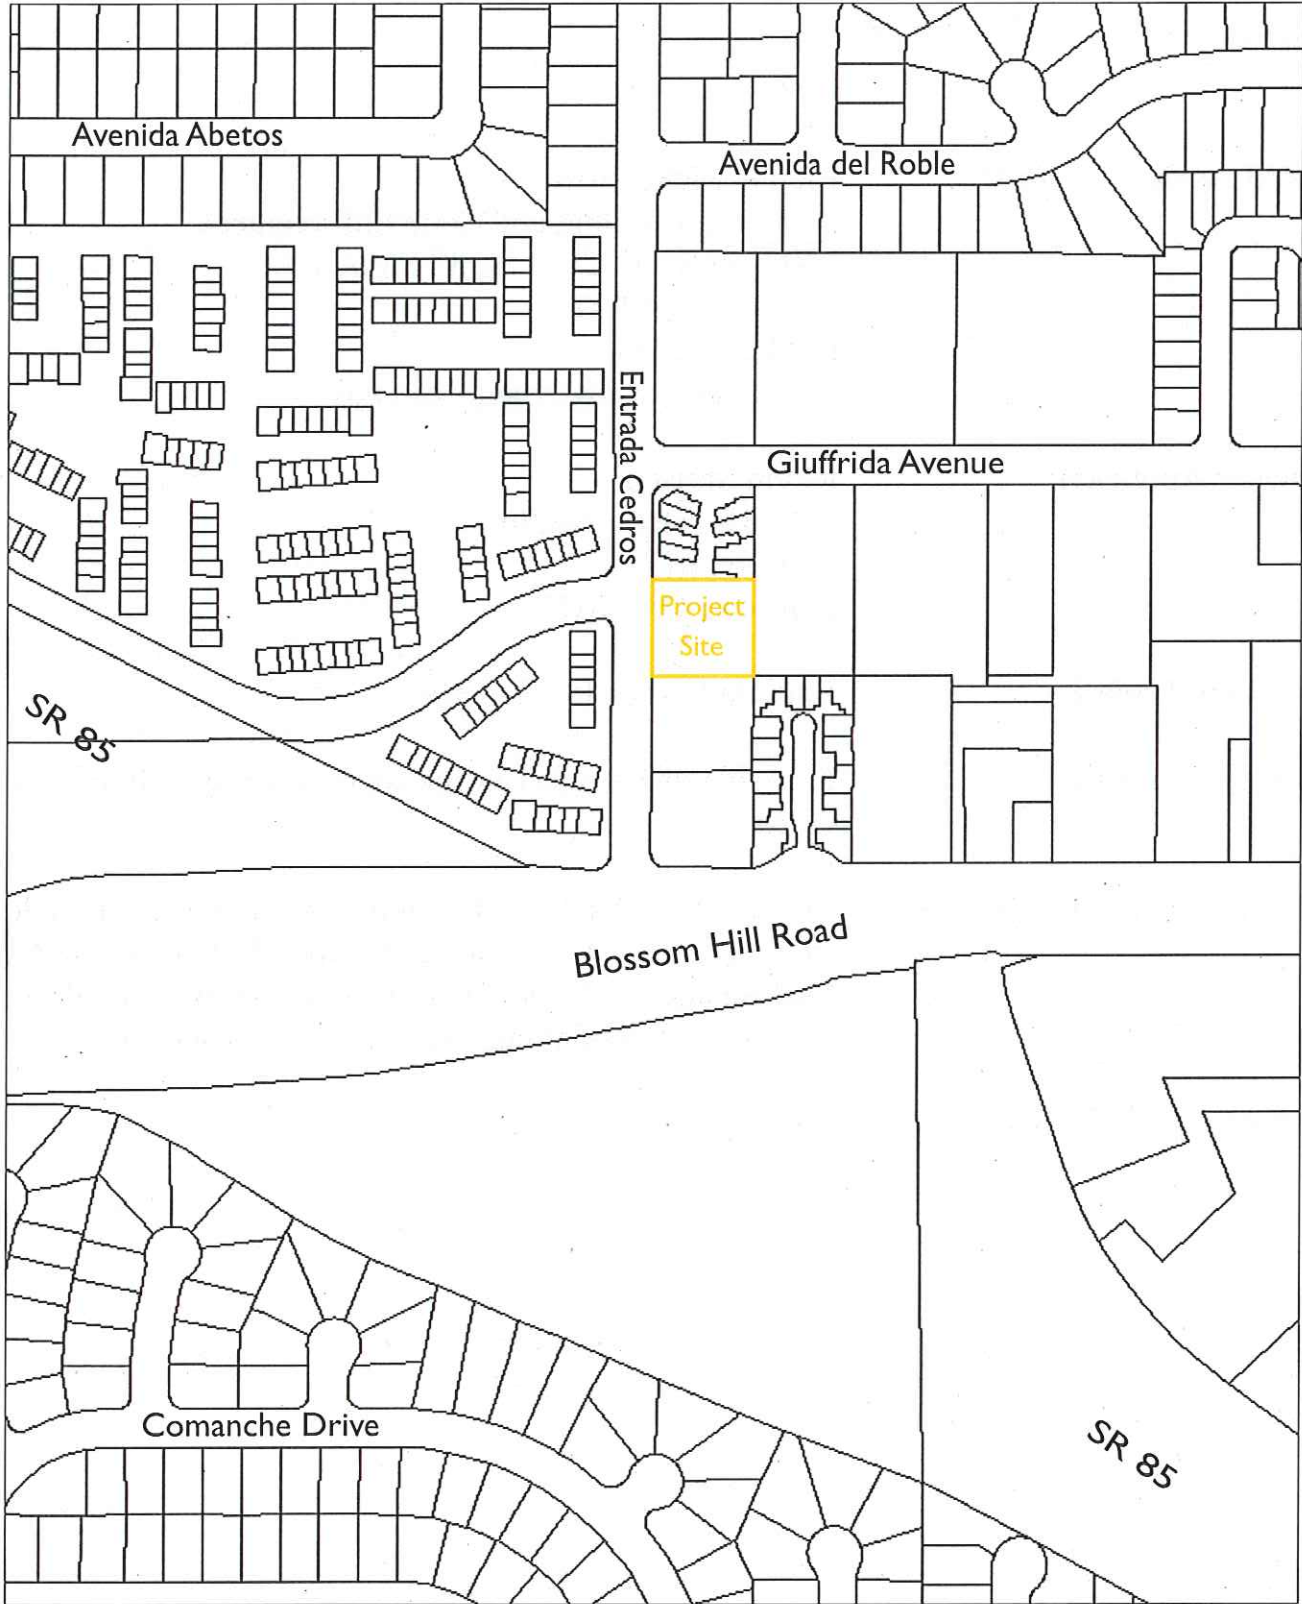 Avenida Abetos
Avenida del Roble
Entrada Cedros
Giuffrida Avenue
Project
Site
SR 85
Blossom Hill Road
Comanche Drive
SR 85